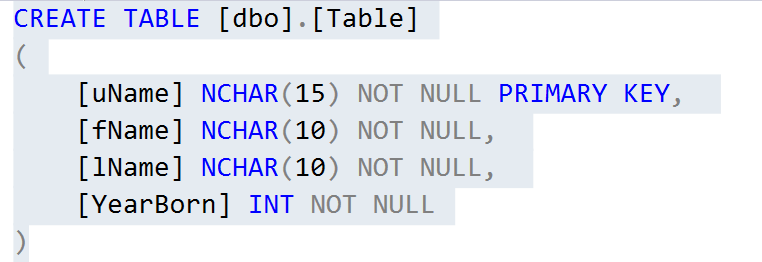 CREATE TABLE [dbo].[Table]
(
    [uName] NCHAR(15) NOT NULL PRIMARY KEY,
    [fName] NCHAR(10) NOT NULL,
    [lName] NCHAR(10) NOT NULL,
    [YearBorn] INT NOT NULL
)